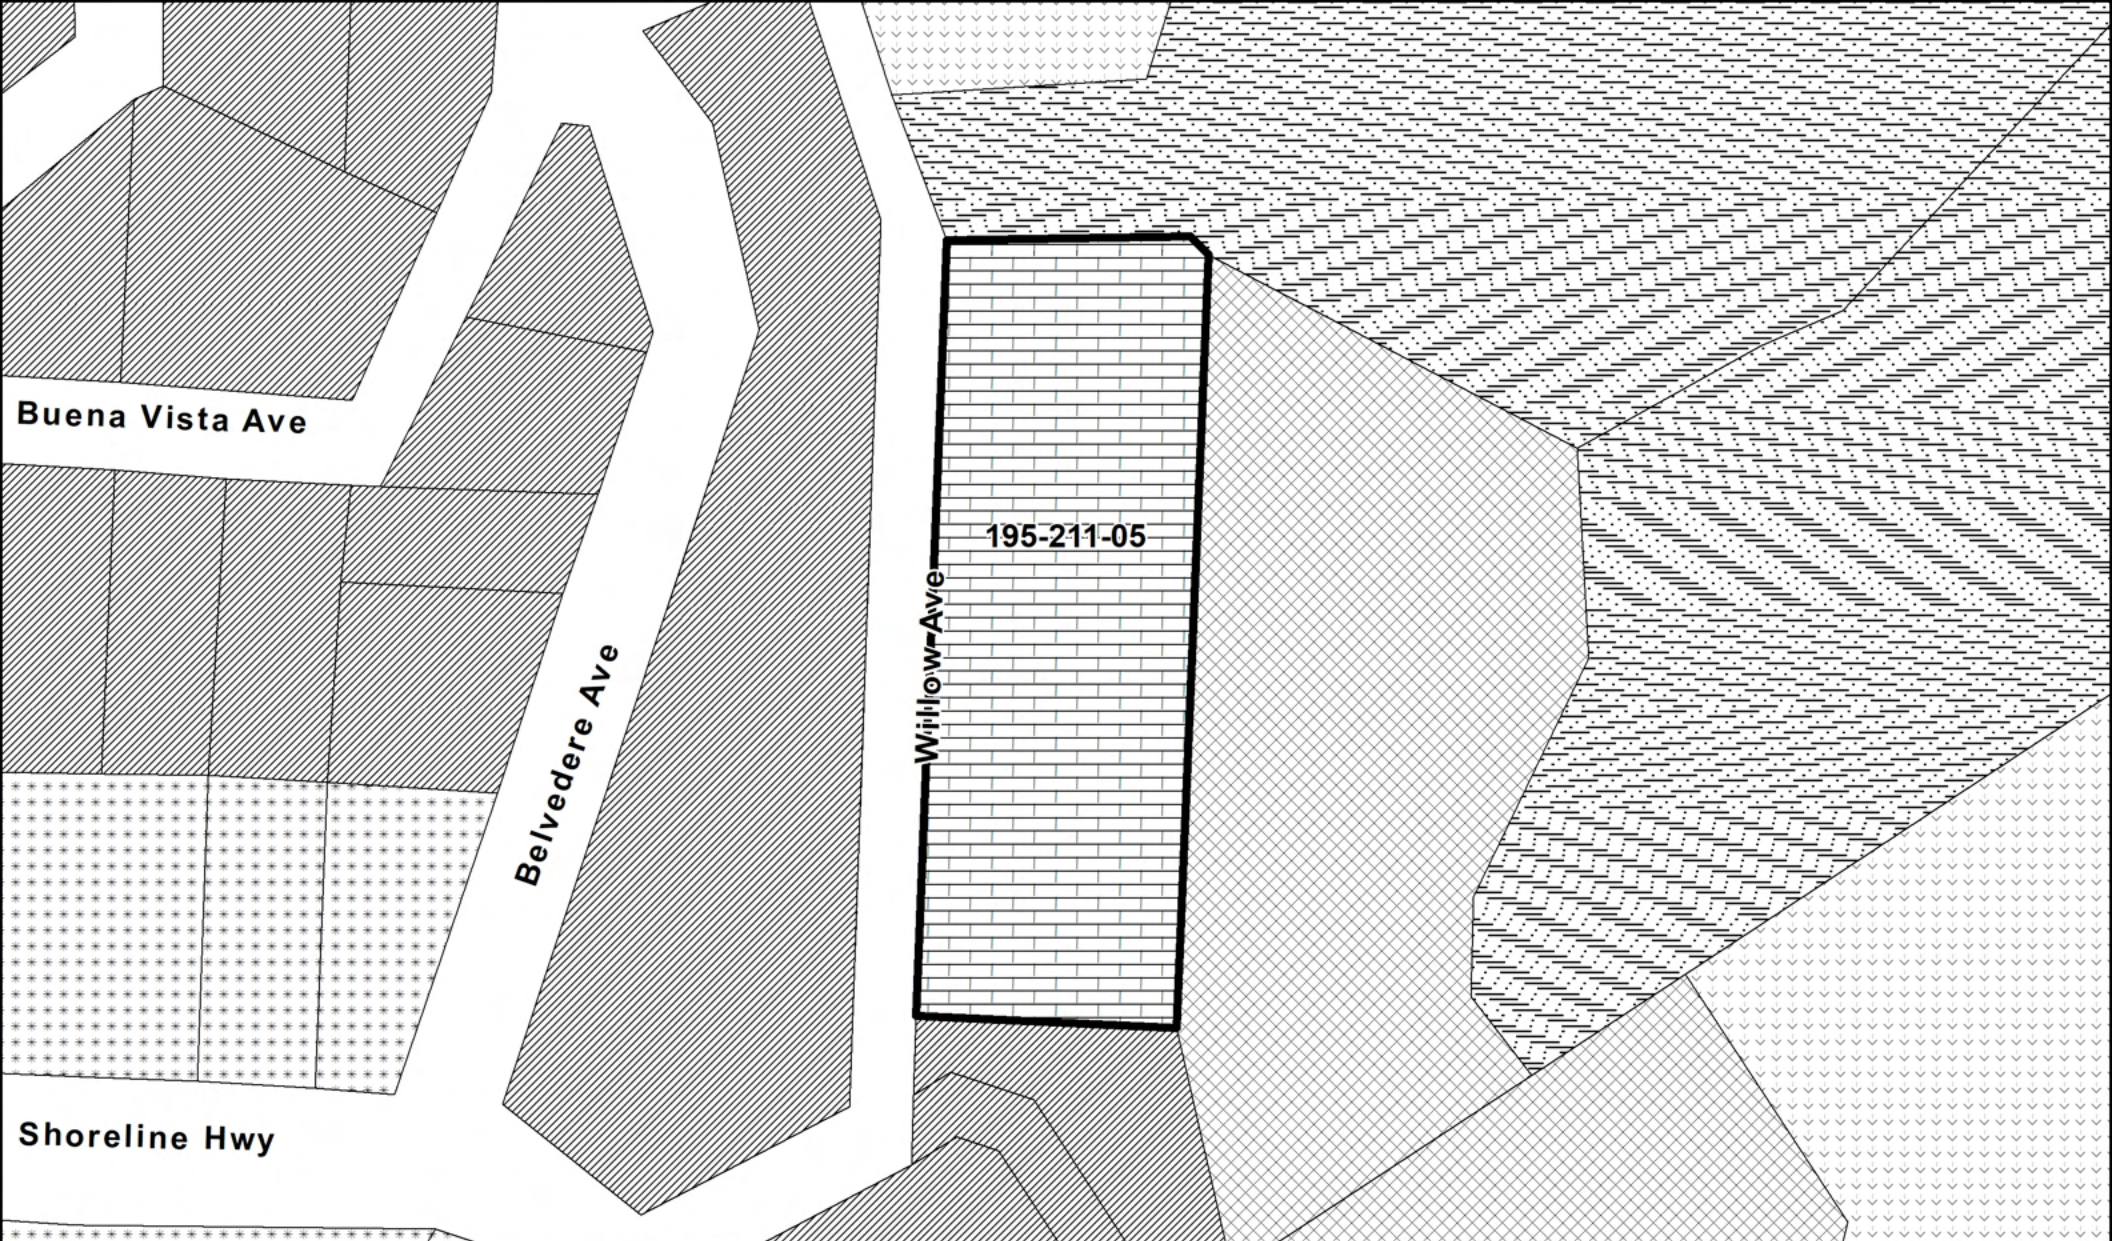 Buena Vista Ave
195-211-05
Willow Ave
Belvedere Ave
Shoreline Hwy